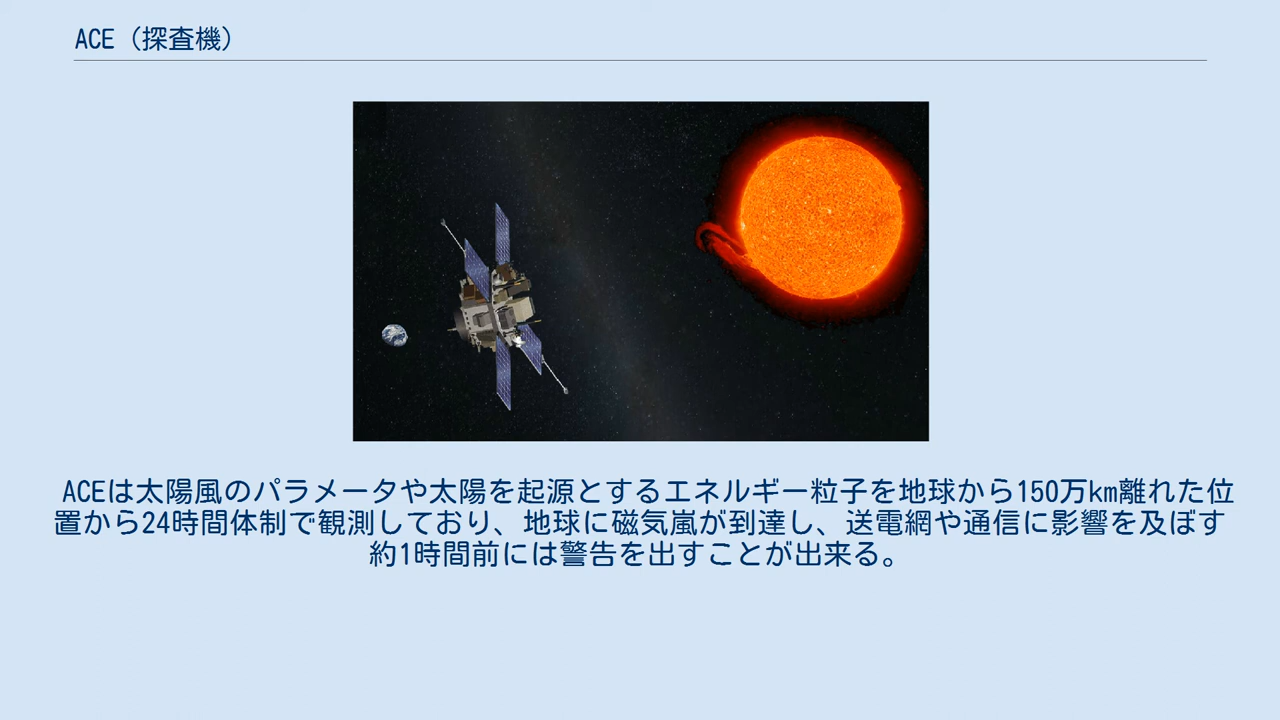 ACE（探査機）
ACEは太陽風のパラメータや太陽を起源とするエネルギー粒子を地球から150万km離れた位
置から24時間体制で観測しており、地球に磁気嵐が到達し、送電網や通信に影響を及ぼす
約1時間前には警告を出すことが出来る。